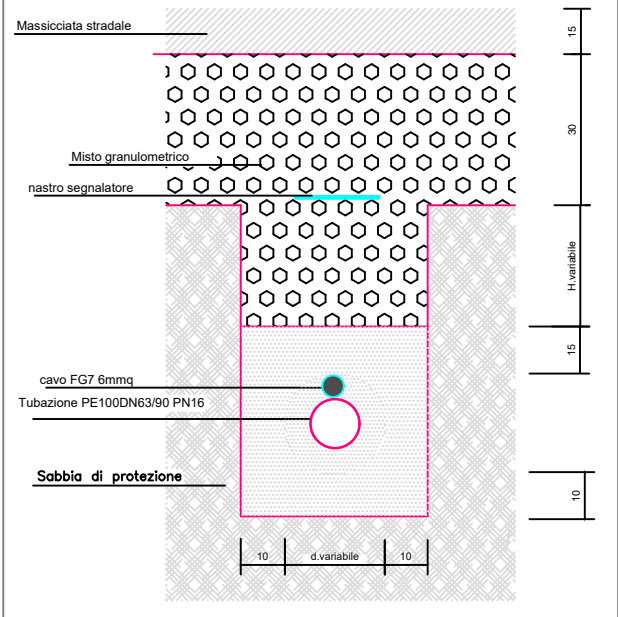 Massicciata stradale
15
30
Misto granulometrico
nastro segnalatore
H.variabile
15
cavo FG7 6mmq
Tubazione PE100DN63/90 PN16
Sabbia di protezione
10
10
d.variabile
10